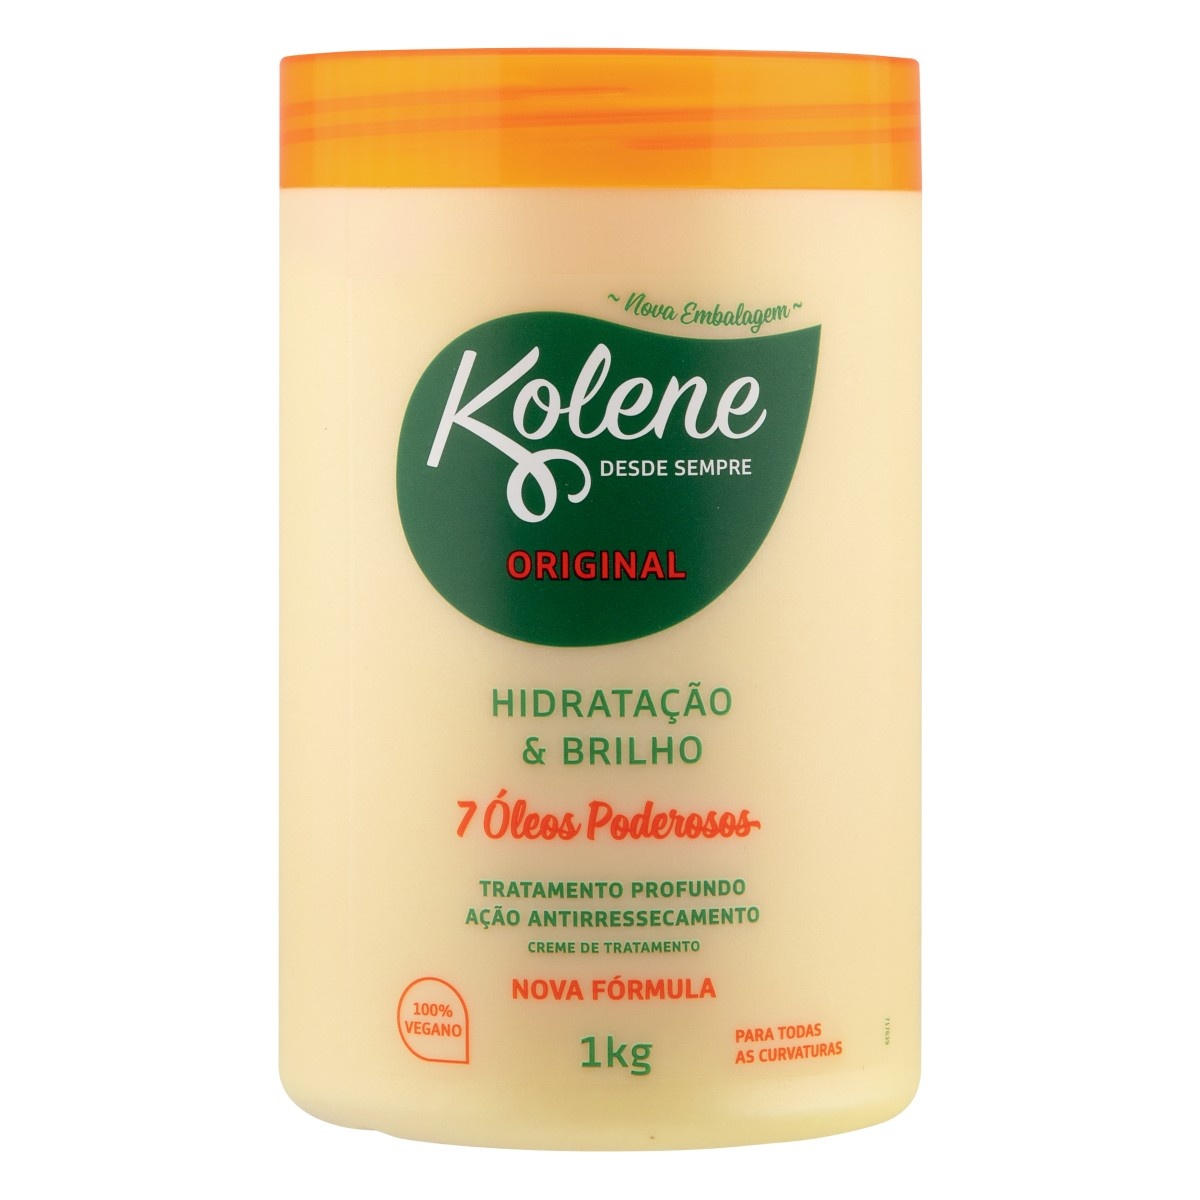 ~ Nova Embalagem ~
Kolene
DESDE SEMPRE
ORIGINAL
HIDRATAÇÃO
& BRILHO
7 Óleos Poderosos
TRATAMENTO PROFUNDO
AÇÃO ANTIRRESSECAMENTO
CREME DE TRATAMENTO
NOVA FÓRMULA
100%
VEGANO
1kg
PARA TODAS
AS CURVATURAS